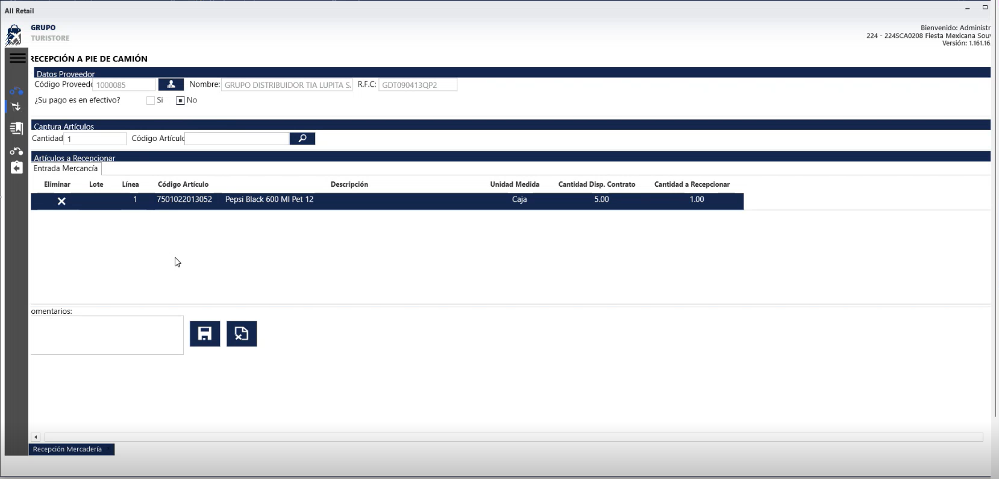 All Retail
GRUPO
TURISTORE
Bienvenido: Administr
224 - 224SCA0208 Fiesta Mexicana Sou
Versión: 1.161.16
RECEPCIÓN A PIE DE CAMIÓN
Datos Proveedor
Código Proveedo 1000085 Nombre: GRUPO DISTRIBUIDOR TIA LUPITA S. R.F.C: GDT090413QP2
¿Su pago es en efectivo? Si No
Captura Artículos
Cantidad 1 Código Artículo
Artículos a Recepcionar
Entrada Mercancía
Eliminar Lote Línea Código Artículo Descripción Unidad Medida Cantidad Disp. Contrato Cantidad a Recepcionar
1 7501022013052 Pepsi Black 600 Ml Pet 12 Caja 5.00 1.00
omentarios:
Recepción Mercadería